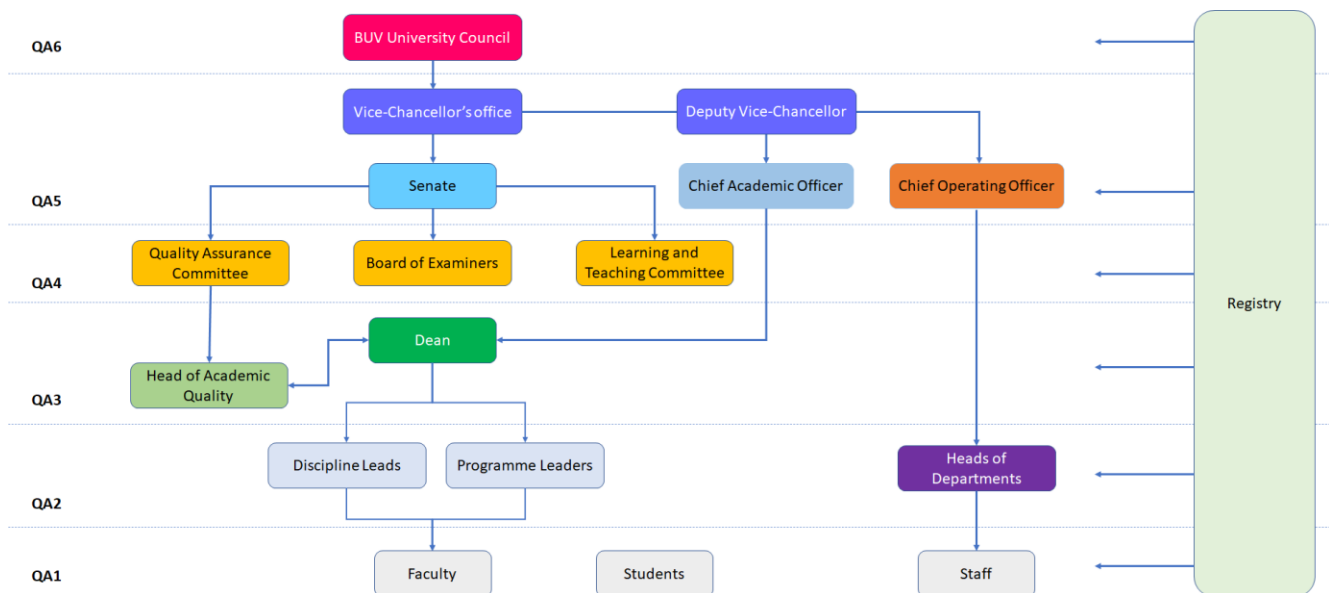 QA6
BUV University Council
Vice-Chancellor's office
Deputy Vice-Chancellor
QA5
Senate
Chief Academic Officer
Chief Operating Officer
QA4
Quality Assurance
Committee
Board of Examiners
Learning and
Teaching Committee
Registry
QA3
Dean
Head of Academic
Quality
QA2
Discipline Leads
Programme Leaders
Heads of
Departments
QA1
Faculty
Students
Staff